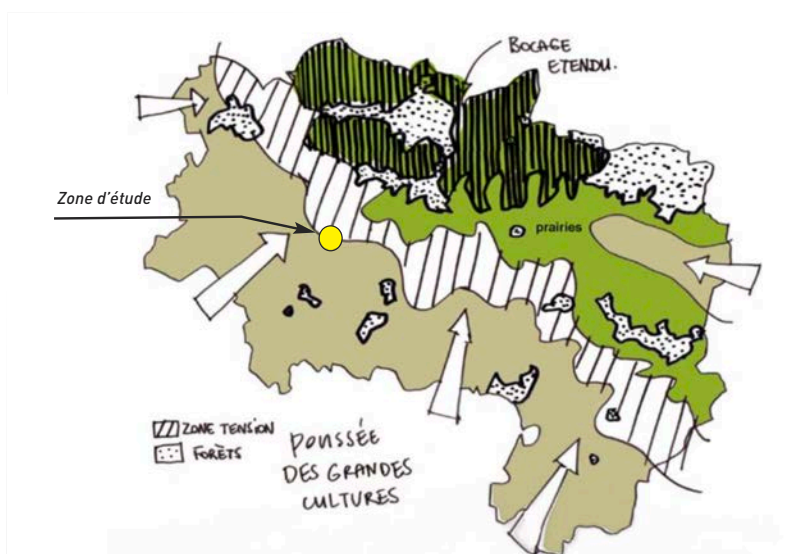 BOCAGE
ETENDU.
Zone d'étude
prairies
ZONE TENSION
FORÊTS
POUSSÉE
DES GRANDES
CULTURES